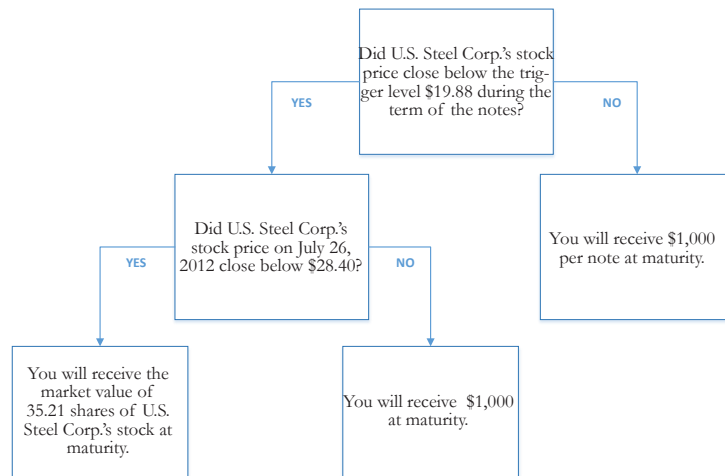 Did U.S. Steel Corp.'s stock
price close below the trig-
ger level $19.88 during the
term of the notes?
YES
NO
Did U.S. Steel Corp.'s
stock price on July 26,
2012 close below $28.40?
You will receive $1,000
per note at maturity.
YES
NO
You will receive the
market value of
35.21 shares of U.S.
Steel Corp.'s stock at
maturity.
You will receive $1,000
at maturity.